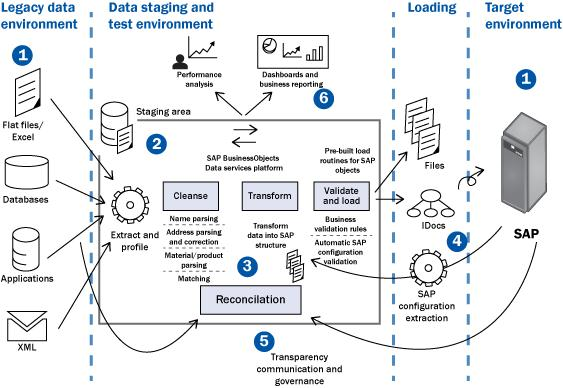 Legacy data
environment
Data staging and
test environment
Loading
Target
environment
1
Flat files/
Excel
Databases
Applications
XML
Performance
analysis
Dashboards and
business reporting
6
Staging area
2
SAP BusinessObjects
Data services platform
Pre-built load
routines for SAP
objects
Extract and
profile
Cleanse
Name parsing
Address parsing
and correction
Material/product
parsing
Matching
Transform
Transform
data into SAP
structure
3
Validate
and load
Business
validation rules
Automatic SAP
configuration
validation
Reconcilation
5
Transparency
communication and
governance
Files
IDocs
4
SAP
configuration
extraction
1
SAP